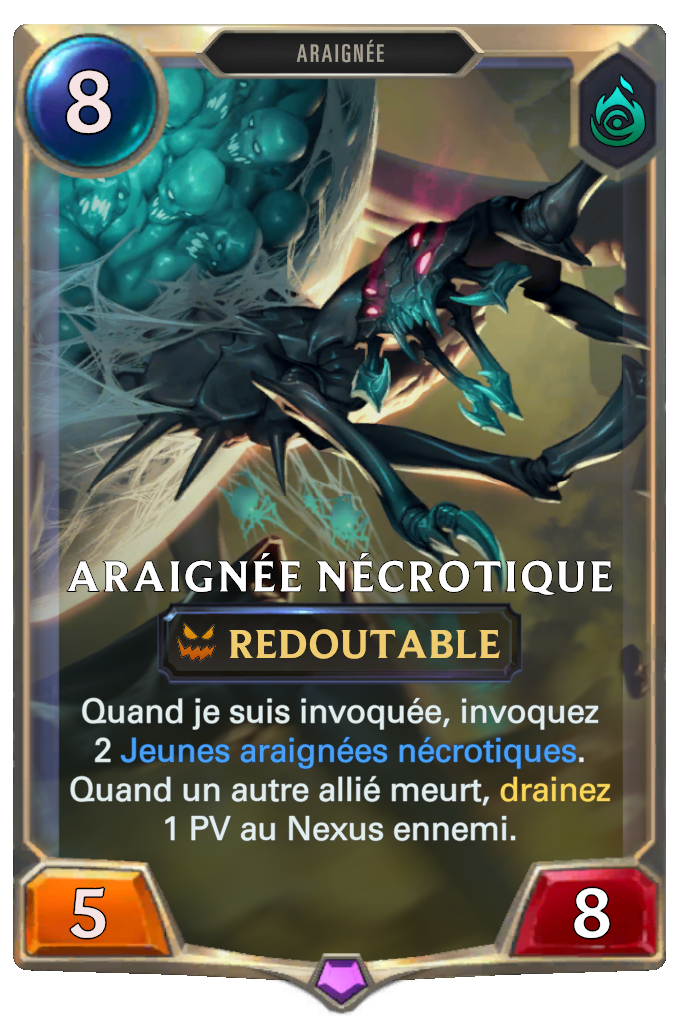 ARAIGNÉE
8
ARAIGNÉE NÉCROTIQUE
REDOUTABLE
Quand je suis invoquée, invoquez
2 Jeunes araignées nécrotiques.
Quand un autre allié meurt, drainez
1 PV au Nexus ennemi.
5
8